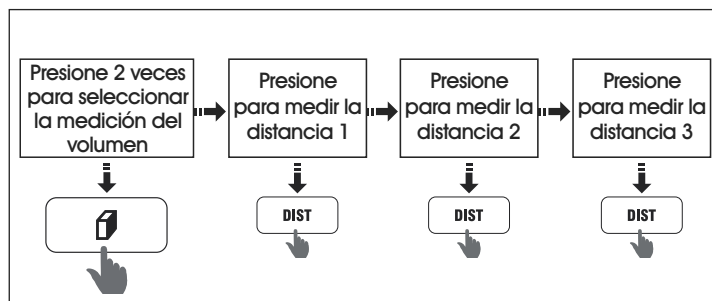 Presione 2 veces
para seleccionar
la medición del
volumen
Presione
para medir la
distancia 1
Presione
para medir la
distancia 2
Presione
para medir la
distancia 3
DIST
DIST
DIST